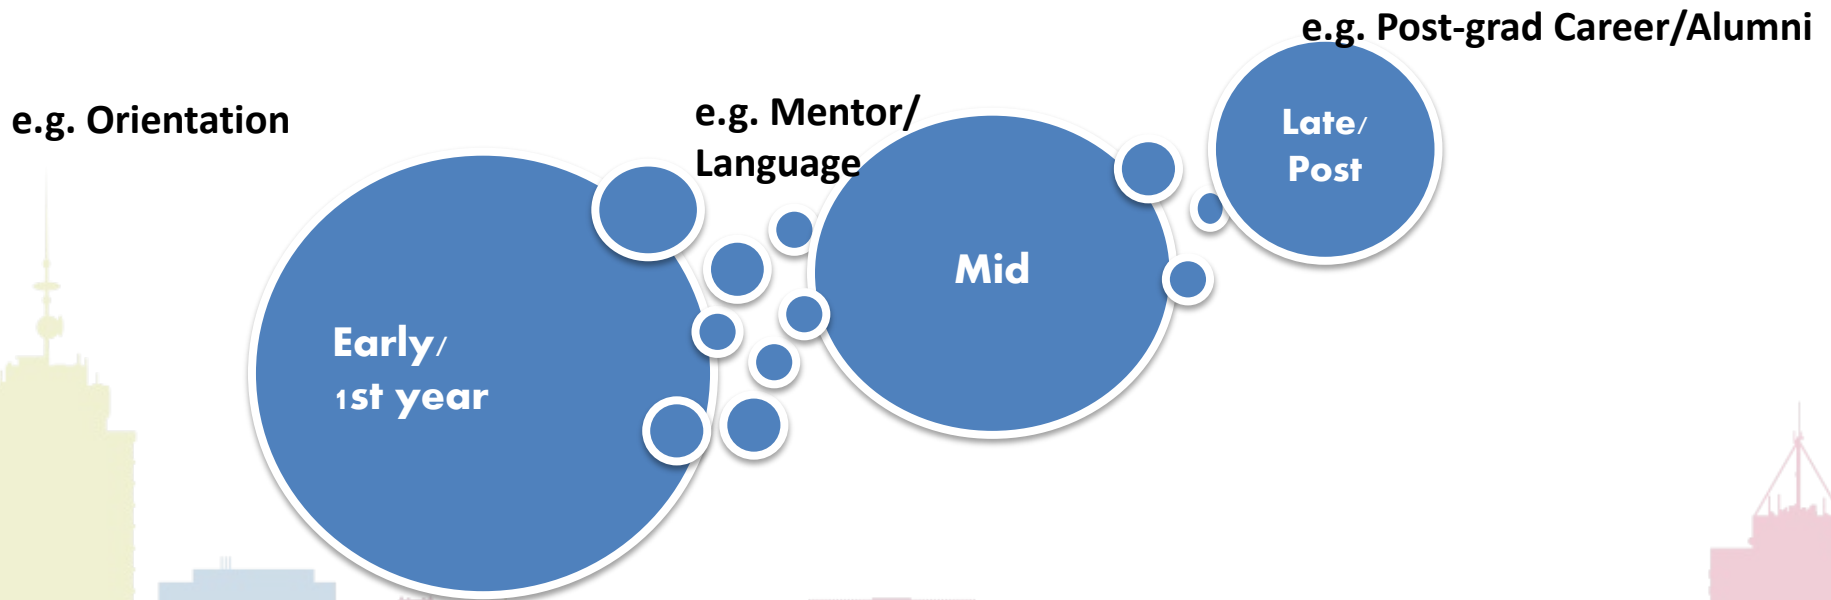 e.g. Orientation
Early/
1st year
e.g. Mentor/
Language
Mid
e.g. Post-grad Career/Alumni
Late/
Post